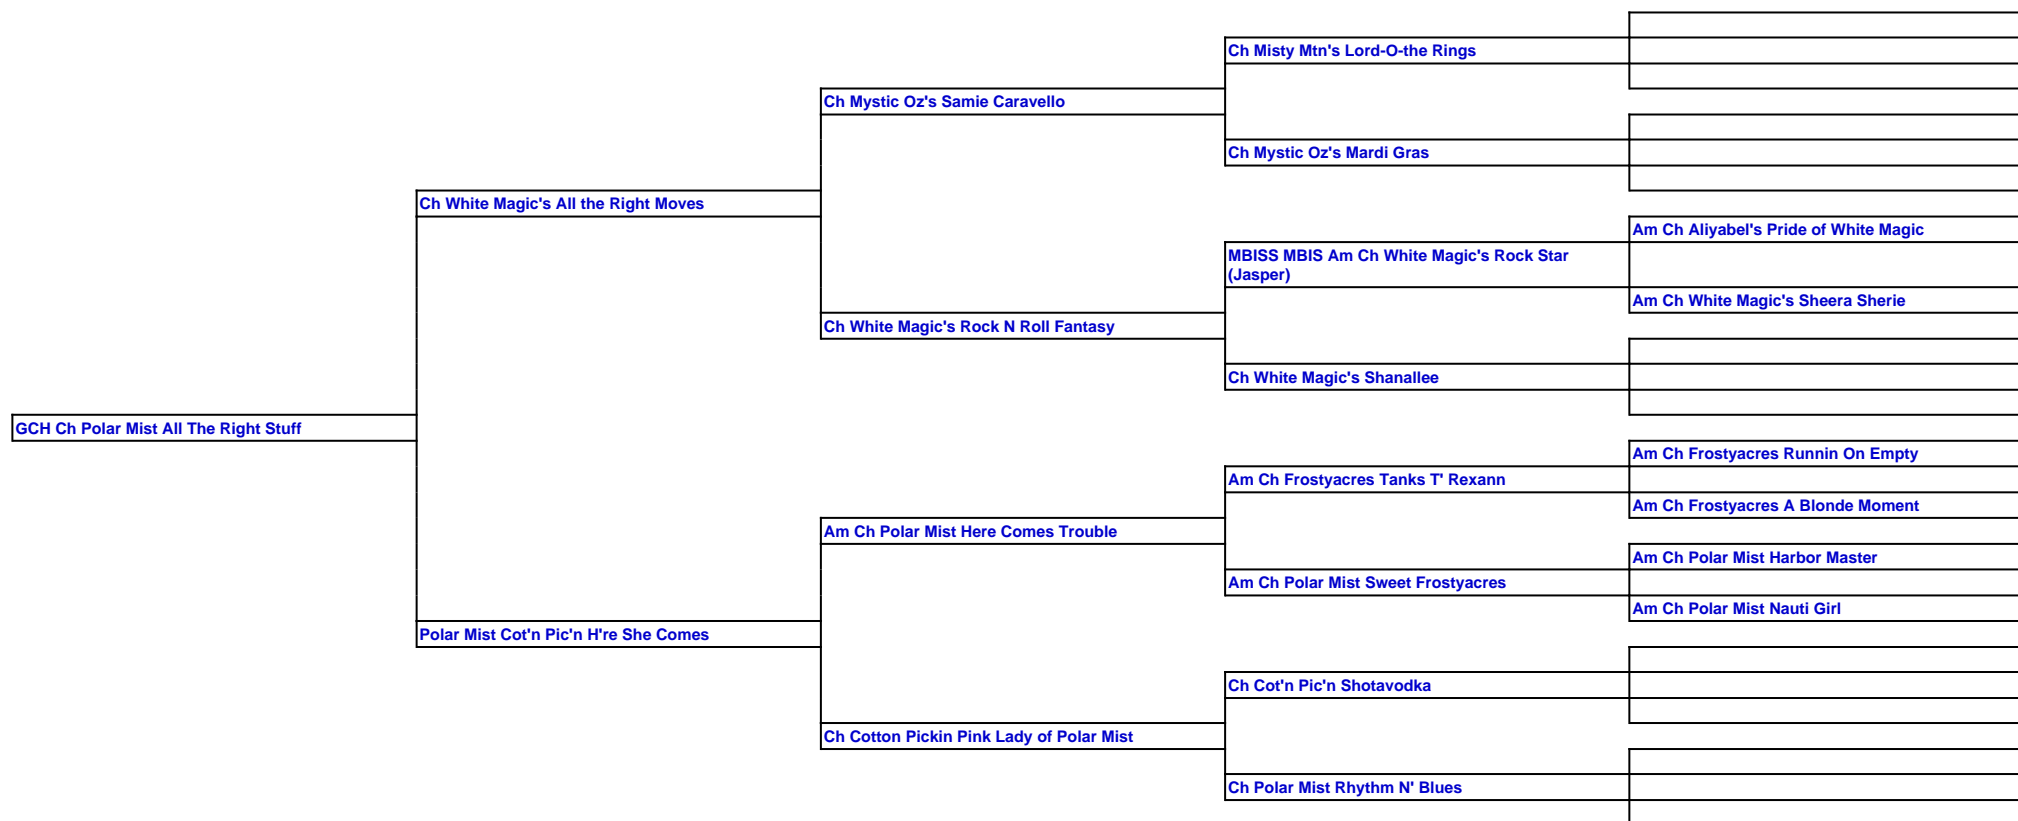 Ch Misty Mtn's Lord-O-the Rings
Ch Mystic Oz's Samie Caravello
Ch Mystic Oz's Mardi Gras
Ch White Magic's All the Right Moves
Am Ch Aliyabel's Pride of White Magic
MBISS MBIS Am Ch White Magic's Rock Star
(Jasper)
Am Ch White Magic's Sheera Sherie
Ch White Magic's Rock N Roll Fantasy
Ch White Magic's Shanallee
GCH Ch Polar Mist All The Right Stuff
Am Ch Frostyacres Runnin On Empty
Am Ch Frostyacres Tanks T' Rexann
Am Ch Frostyacres A Blonde Moment
Am Ch Polar Mist Here Comes Trouble
Am Ch Polar Mist Harbor Master
Am Ch Polar Mist Sweet Frostyacres
Am Ch Polar Mist Nauti Girl
Polar Mist Cot'n Pic'n H're She Comes
Ch Cot'n Pic'n Shotavodka
Ch Cotton Pickin Pink Lady of Polar Mist
Ch Polar Mist Rhythm N' Blues